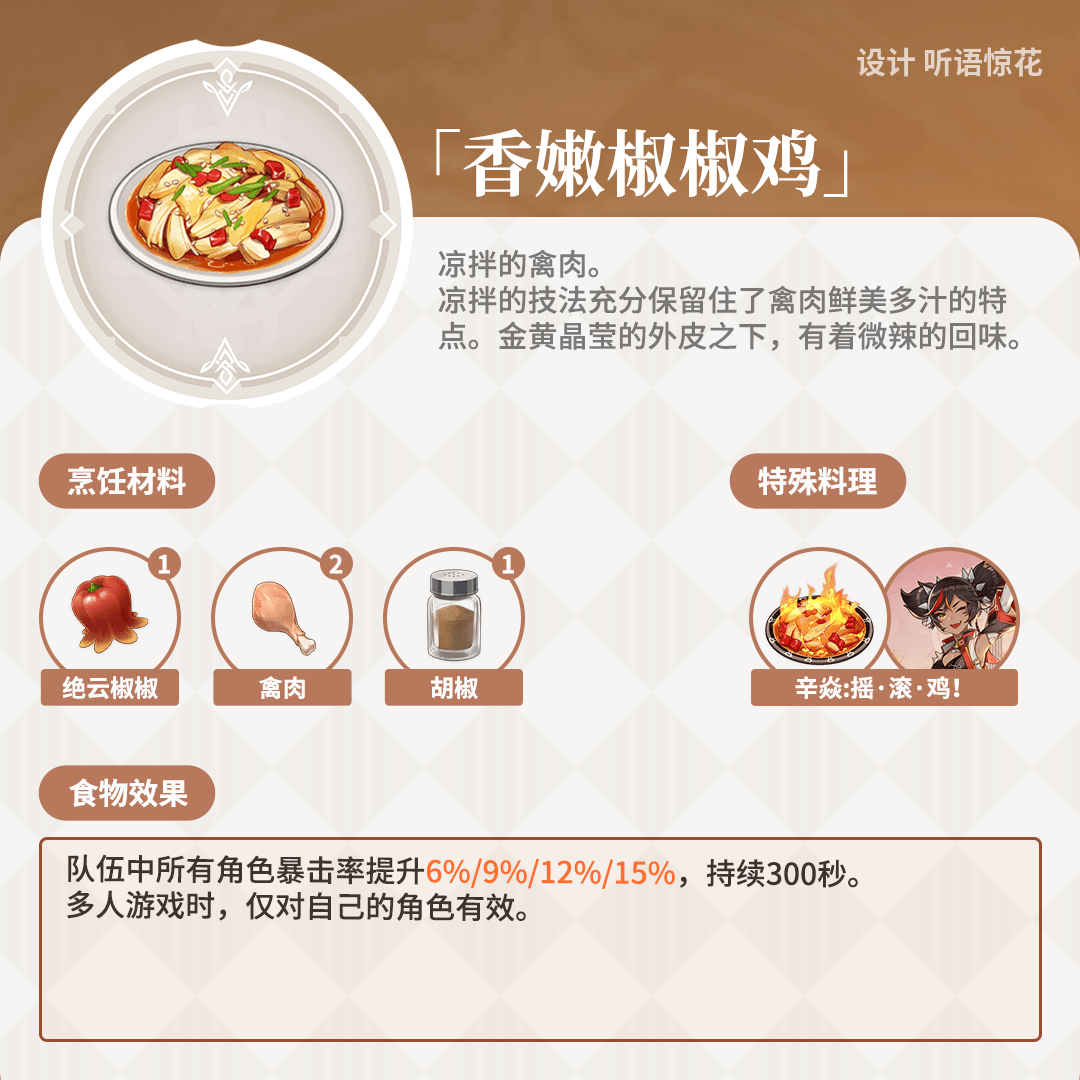 设计 听语惊花
「香嫩椒椒鸡」
凉拌的禽肉。
凉拌的技法充分保留住了禽肉鲜美多汁的特
点。金黄晶莹的外皮之下，有着微辣的回味。
烹饪材料
特殊料理
1
2
1
绝云椒椒
禽肉
胡椒
辛焱:摇·滚·鸡!
食物效果
队伍中所有角色暴击率提升6%/9%/12%/15%，持续300秒。
多人游戏时，仅对自己的角色有效。